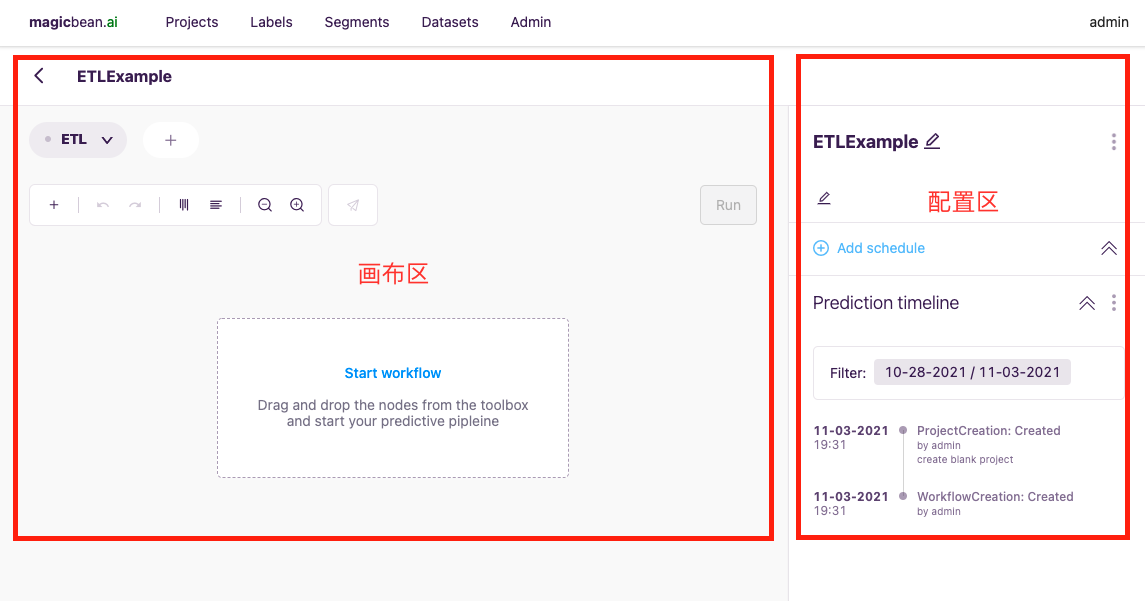 magicbean.ai Projects Labels Segments Datasets Admin admin
ETLExample
ETL
Run
画布区
Start workflow
Drag and drop the nodes from the toolbox
and start your predictive pipleine
ETLExample
配置区
Add schedule
Prediction timeline
Filter: 10-28-2021 / 11-03-2021
11-03-2021 ProjectCreation: Created
19:31 by admin
create blank project
11-03-2021 WorkflowCreation: Created
19:31 by admin